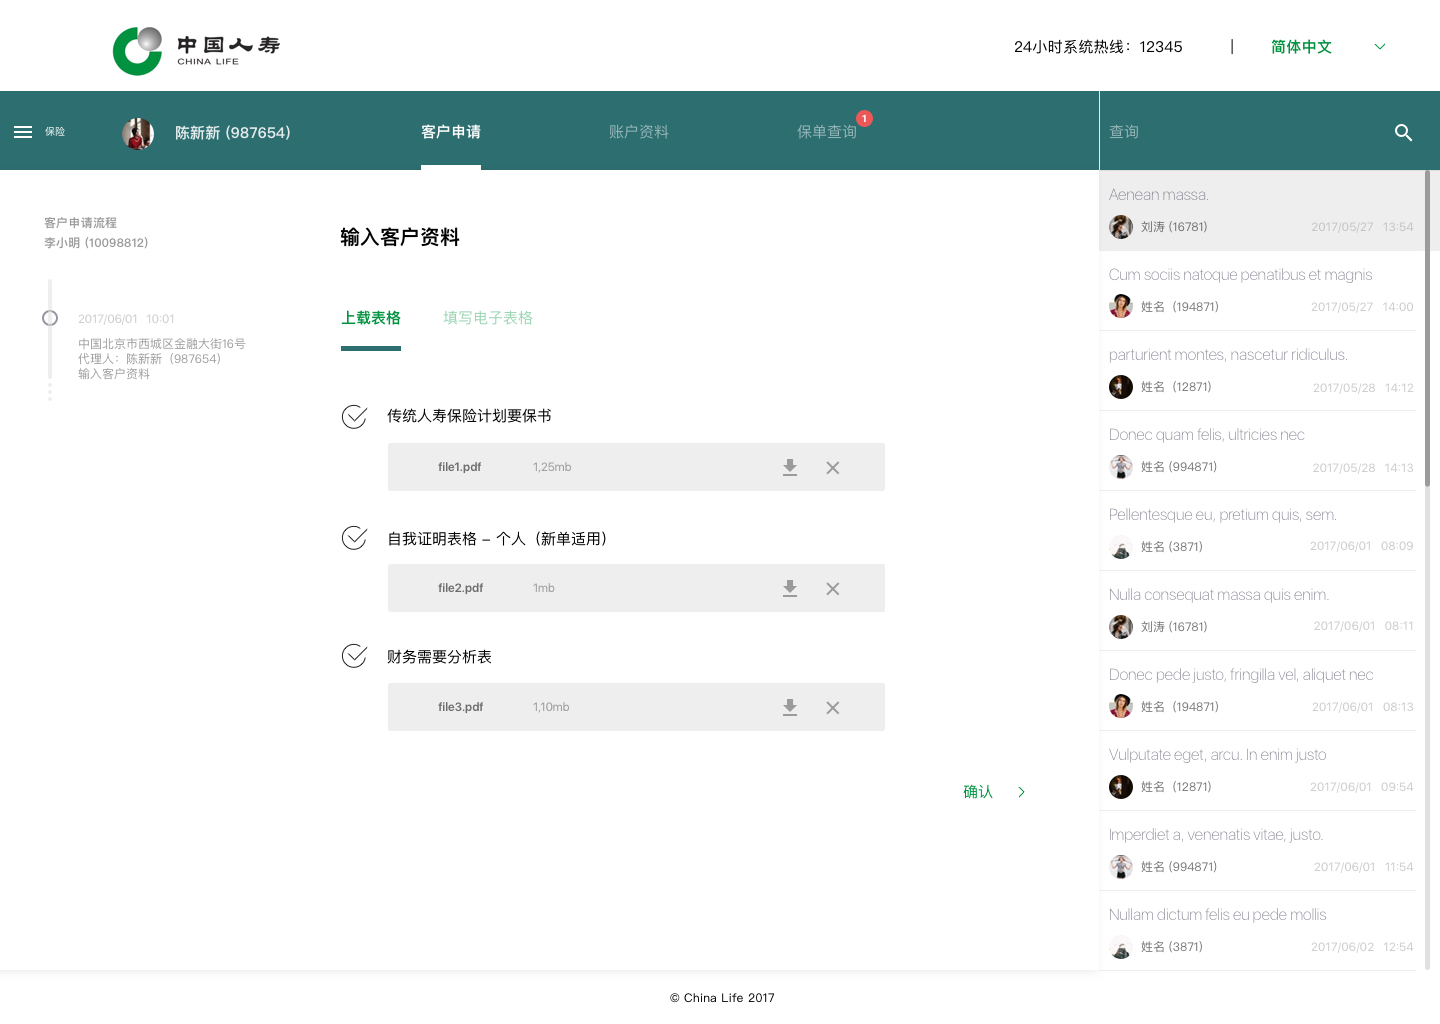 中国人寿
CHINA LIFE
24小时系统热线：12345
|
简体中文
保险
陈新新 (987654)
客户申请
账户资料
保单查询
1
查询
客户申请流程
李小明 (10098812)
2017/06/01 10:01
中国北京市西城区金融大街16号
代理人：陈新新（987654）
输入客户资料
输入客户资料
上载表格
填写电子表格
传统人寿保险计划要保书
file1.pdf 1,25mb
自我证明表格 – 个人（新单适用）
file2.pdf 1mb
财务需要分析表
file3.pdf 1,10mb
确认
Aenean massa.
刘涛 (16781) 2017/05/27 13:54
Cum sociis natoque penatibus et magnis
姓名（194871) 2017/05/27 14:00
parturient montes, nascetur ridiculus.
姓名（12871) 2017/05/28 14:12
Donec quam felis, ultricies nec
姓名 (994871) 2017/05/28 14:13
Pellentesque eu, pretium quis, sem.
姓名 (3871) 2017/06/01 08:09
Nulla consequat massa quis enim.
刘涛 (16781) 2017/06/01 08:11
Donec pede justo, fringilla vel, aliquet nec
姓名（194871) 2017/06/01 08:13
Vulputate eget, arcu. In enim justo
姓名（12871) 2017/06/01 09:54
Imperdiet a, venenatis vitae, justo.
姓名 (994871) 2017/06/01 11:54
Nullam dictum felis eu pede mollis
姓名 (3871) 2017/06/02 12:54
© China Life 2017